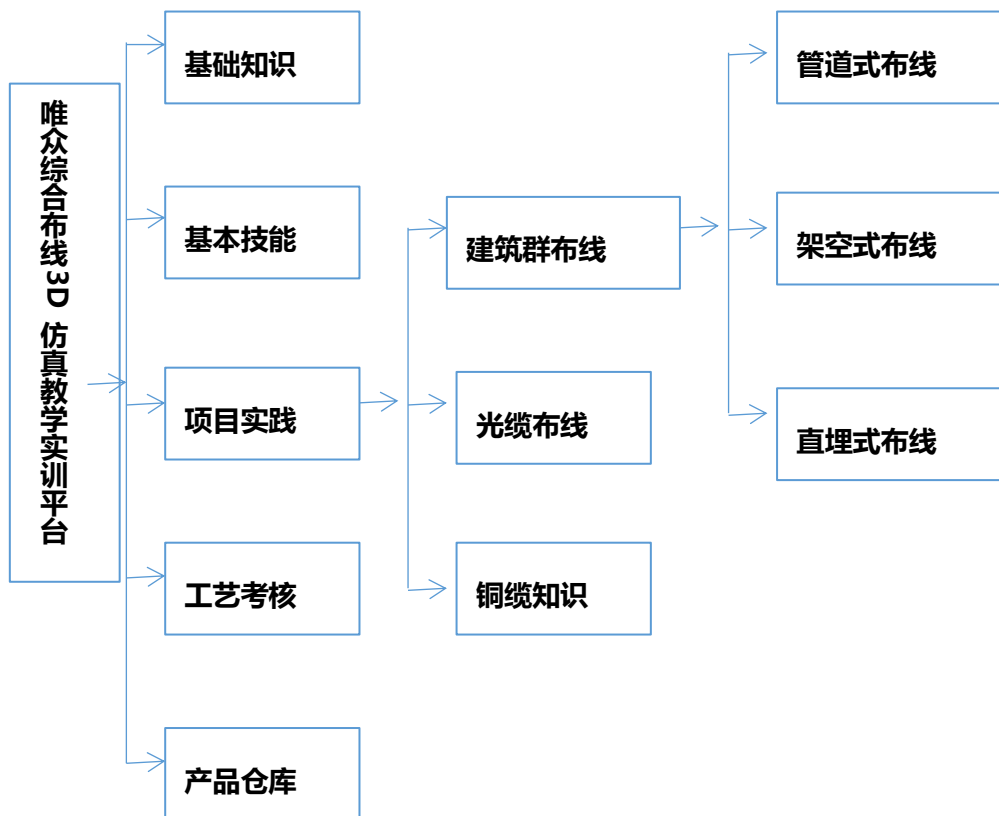 唯众综合布线3D 仿真教学实训平台
基础知识
基本技能
项目实践
工艺考核
产品仓库
建筑群布线
光缆布线
铜缆知识
管道式布线
架空式布线
直埋式布线